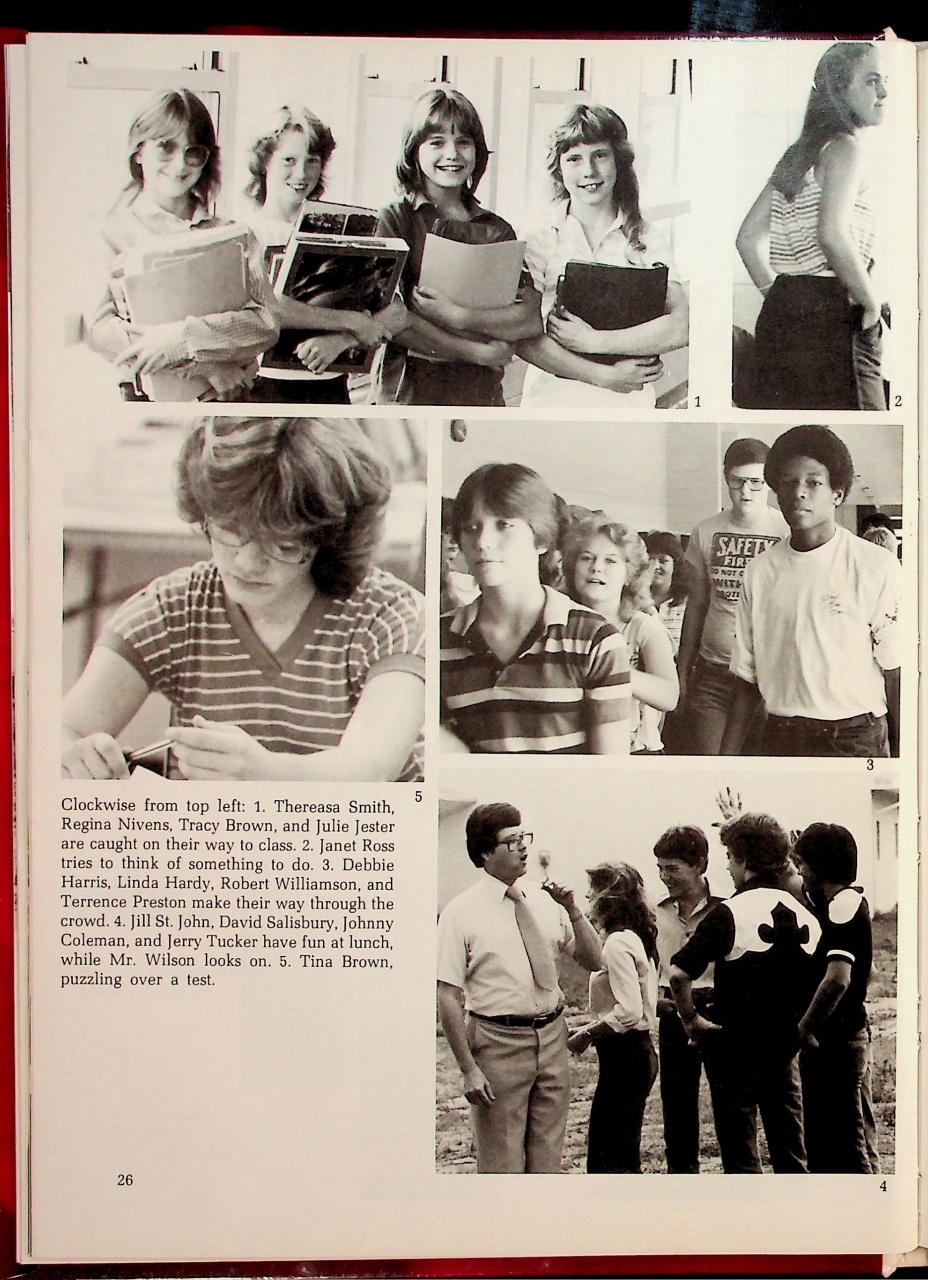 1
2
SAFETY
FIRE
DO NOT
3
5
Clockwise from top left: 1. Thereasa Smith,
Regina Nivens, Tracy Brown, and Julie Jester
are caught on their way to class. 2. Janet Ross
tries to think of something to do. 3. Debbie
Harris, Linda Hardy, Robert Williamson, and
Terrence Preston make their way through the
crowd. 4. Jill St. John, David Salisbury, Johnny
Coleman, and Jerry Tucker have fun at lunch,
while Mr. Wilson looks on. 5. Tina Brown,
puzzling over a test.
26
4